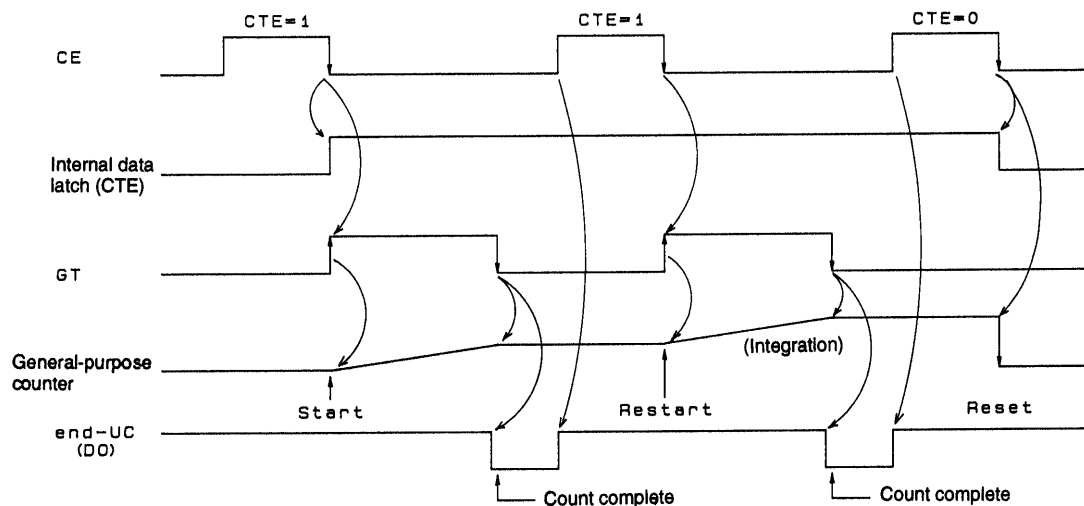 CTE=1
CTE=1
CTE=0
CE
Internal data
latch (CTE)
GT
General-purpose
counter
(Integration)
Start
Restart
Reset
end-UC
(DO)
Count complete
Count complete